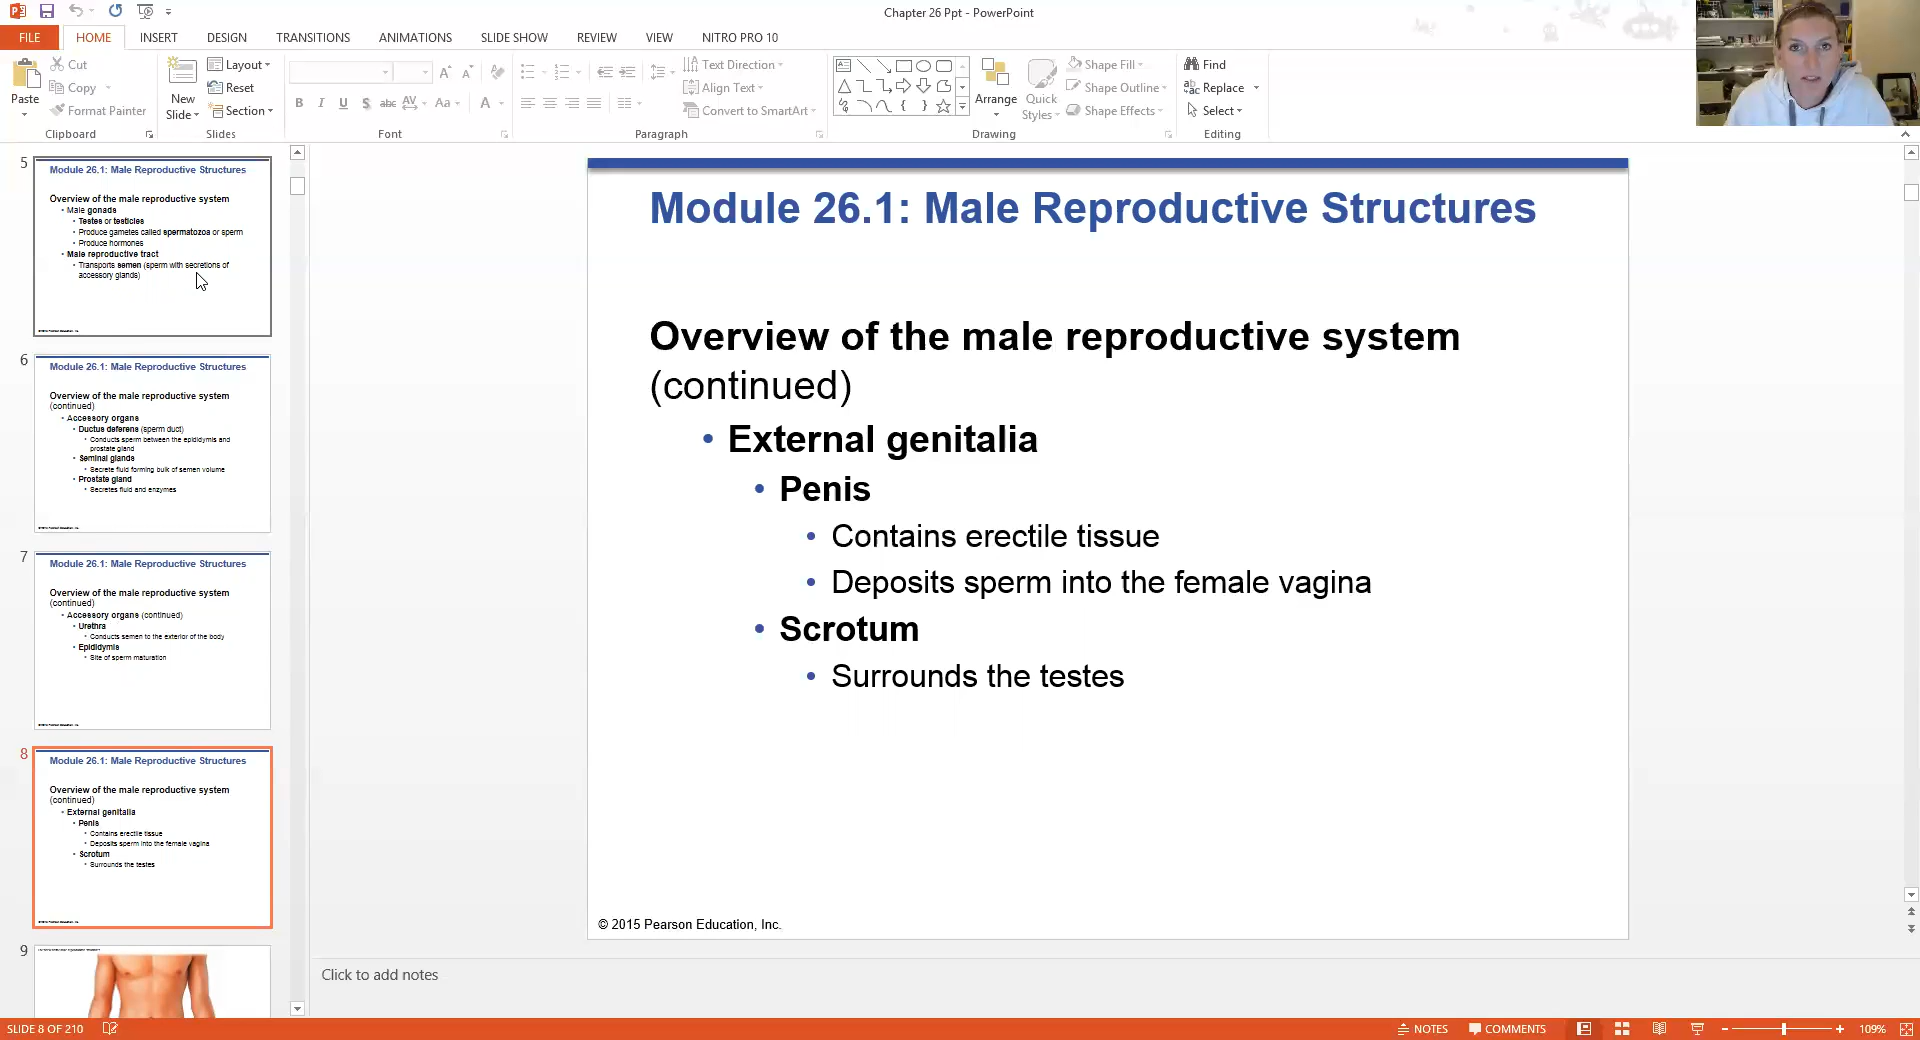 Chapter 26 Ppt - PowerPoint
FILE
HOME
INSERT
DESIGN
TRANSITIONS
ANIMATIONS
SLIDE SHOW
REVIEW
VIEW
NITRO PRO 10
Paste
Cut
Copy
Format Painter
Clipboard
New
Slide
Layout
Reset
Section
Slides
B I U S abc AV Aa A
Font
Text Direction
Align Text
Convert to SmartArt
Paragraph
Arrange
Quick
Styles
Shape Fill
Shape Outline
Shape Effects
Drawing
Find
Replace
Select
Editing
5
Module 26.1: Male Reproductive Structures
Overview of the male reproductive system
• Male gonads
• Testes or testicles
• Produce gametes called spermatozoa or sperm
• Produce hormones
• Male reproductive tract
• Transports semen (sperm with secretions of
accessory glands)
6
Module 26.1: Male Reproductive Structures
Overview of the male reproductive system
(continued)
• Accessory organs
• Ductus deferens (sperm duct)
• Conducts sperm between the epididymis and
prostate gland
• Seminal glands
• Secrete fluid forming bulk of semen volume
• Prostate gland
• Secretes fluid and enzymes
7
Module 26.1: Male Reproductive Structures
Overview of the male reproductive system
(continued)
• Accessory organs (continued)
• Urethra
• Conducts semen to the exterior of the body
• Epididymis
• Site of sperm maturation
8
Module 26.1: Male Reproductive Structures
Overview of the male reproductive system
(continued)
• External genitalia
• Penis
• Contains erectile tissue
• Deposits sperm into the female vagina
• Scrotum
• Surrounds the testes
9
Module 26.1: Male Reproductive Structures
Overview of the male reproductive system
(continued)
• External genitalia
• Penis
• Contains erectile tissue
• Deposits sperm into the female vagina
• Scrotum
• Surrounds the testes
© 2015 Pearson Education, Inc.
Click to add notes
SLIDE 8 OF 210
NOTES
COMMENTS
109%